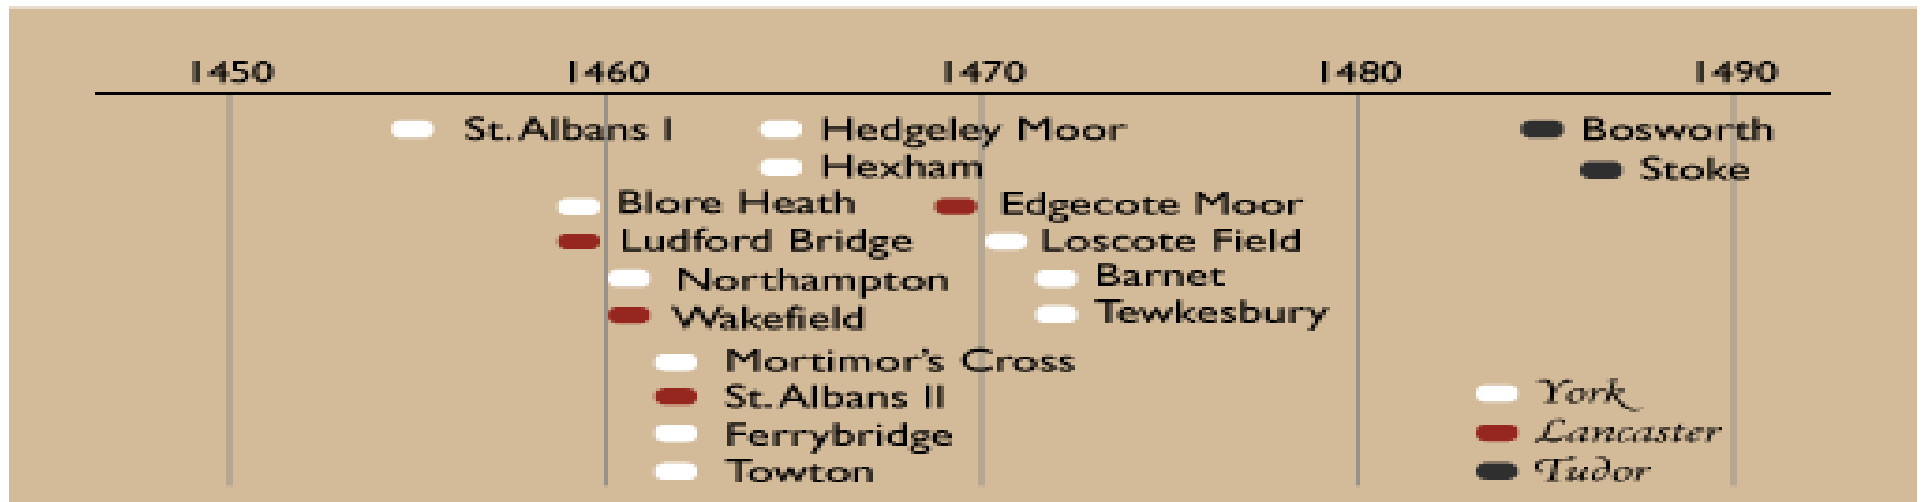 1450 1460 1470 1480 1490
St. Albans I Hedgeley Moor Bosworth
Hexham Stoke
Blore Heath Edgecote Moor
Ludford Bridge Loscote Field
Northampton Barnet
Wakefield Tewkesbury
Mortimor's Cross
St. Albans II
Ferrybridge
Towton
York
Lancaster
Tudor